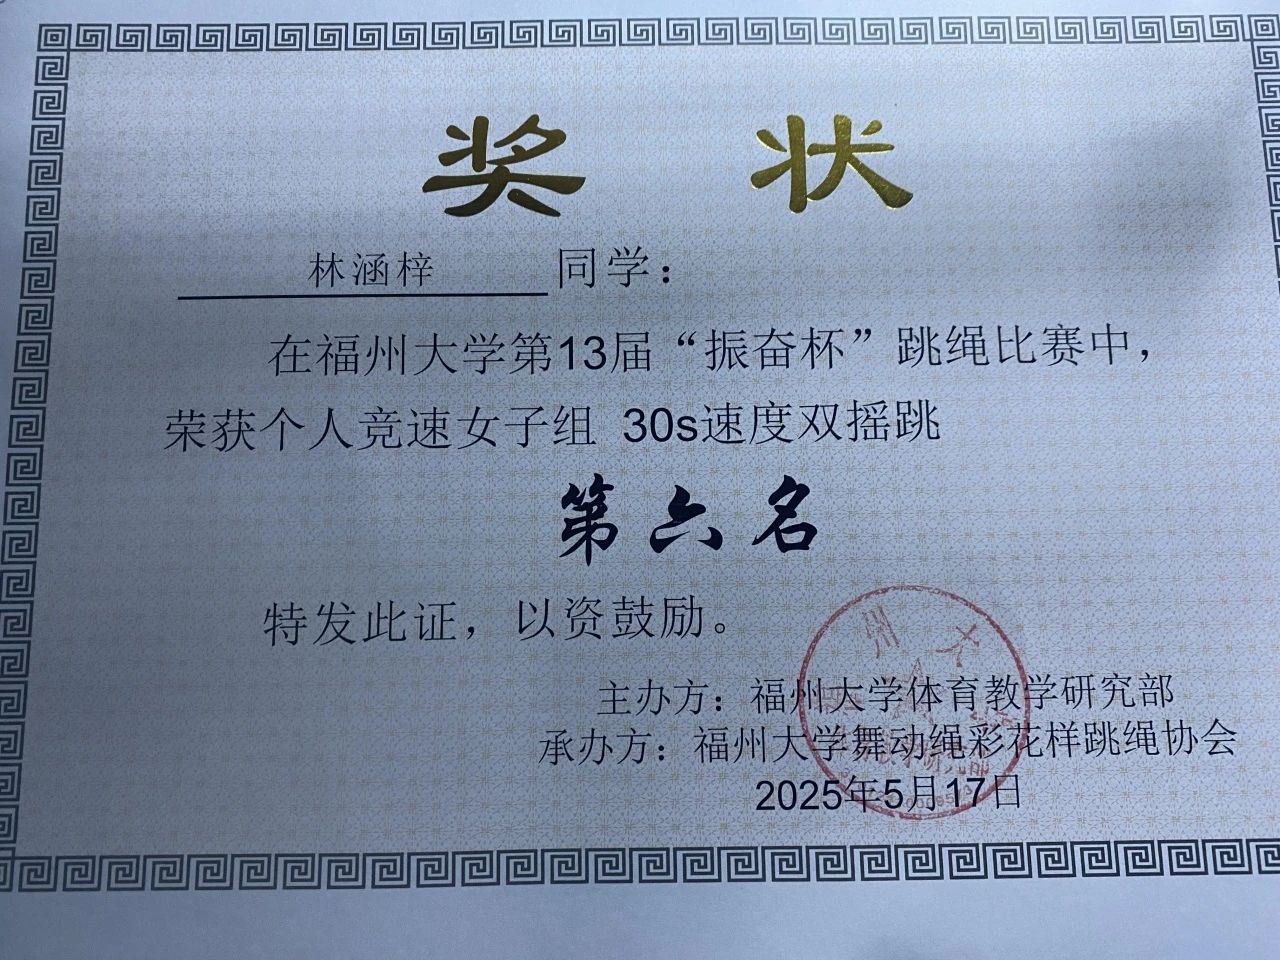 奖 状
林涵梓 同学：
在福州大学第13届“振奋杯”跳绳比赛中，
荣获个人竞速女子组 30s速度双摇跳
第六名
特发此证，以资鼓励。
主办方：福州大学体育教学研究部
承办方：福州大学舞动绳彩花样跳绳协会
2025年5月17日